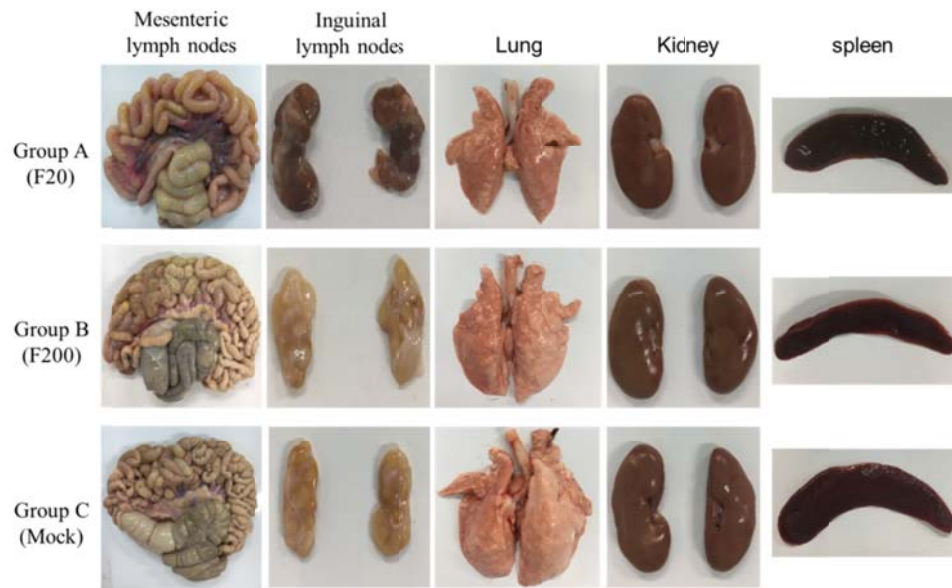 Mesenteric
lymph nodes
Inguinal
lymph nodes
Lung
Kidney
spleen
Group A
(F20)
Group B
(F200)
Group C
(Mock)